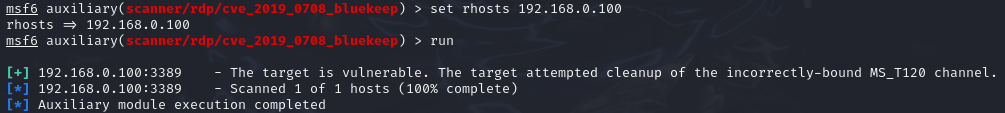 msf6 auxiliary(scanner/rdp/cve_2019_0708_bluekeep) > set rhosts 192.168.0.100
rhosts => 192.168.0.100
msf6 auxiliary(scanner/rdp/cve_2019_0708_bluekeep) > run
[+] 192.168.0.100:3389    - The target is vulnerable. The target attempted cleanup of the incorrectly-bound MS_T120 channel.
[*] 192.168.0.100:3389    - Scanned 1 of 1 hosts (100% complete)
[*] Auxiliary module execution completed